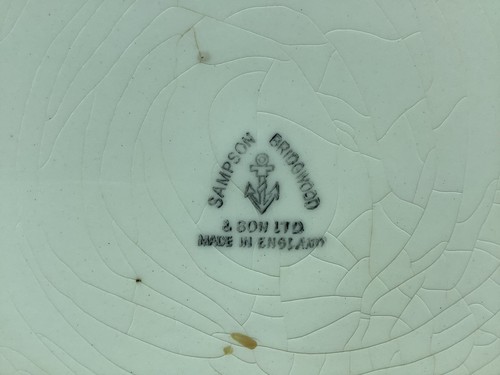 SAMPSON BRIDGWOOD
& SON LTD
MADE IN ENGLAND